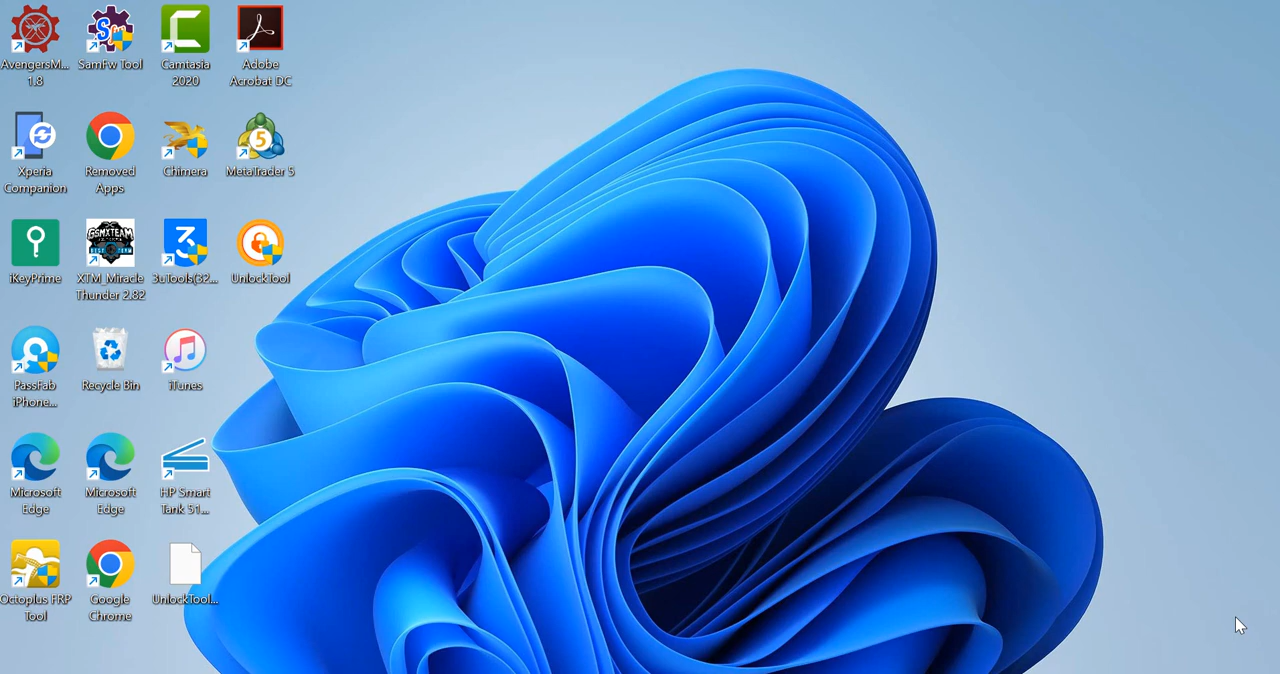 AvengersM...
1.8
SamFw Tool
Camtasia
2020
Adobe
Acrobat DC
Xperia
Companion
Removed
Apps
Chimera
5
MetaTrader 5
iKeyPrime
GSMXTEAM
XTM_Miracle
Thunder 2.82
3uTools(32...
UnlockTool
PassFab
iPhone...
Recycle Bin
iTunes
Microsoft
Edge
Microsoft
Edge
HP Smart
Tank 51...
Octoplus FRP
Tool
Google
Chrome
UnlockTool...